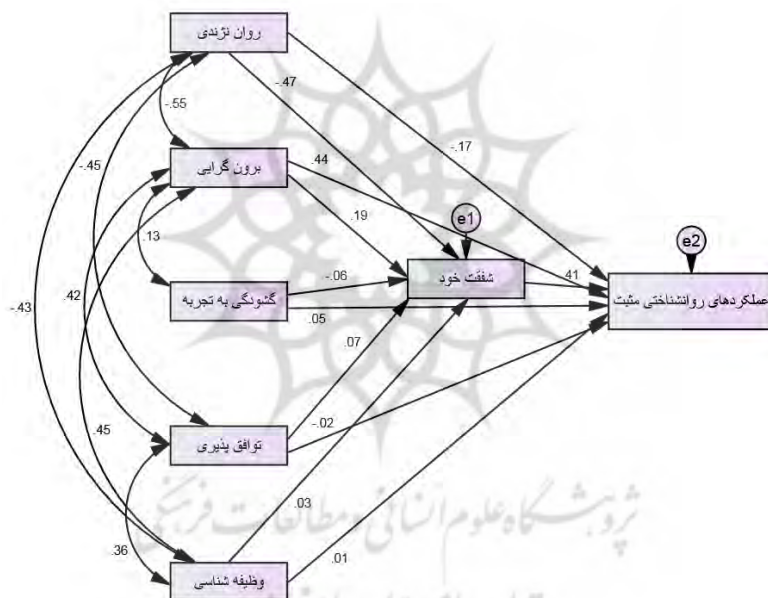 روان نژندی
-.47
-.55
-.17
-.45
برون گرایی
.44
.19
e1
e2
.13
شفقت خود
-.06
.41
گشودگی به تجربه
عملکردهای روانشناختی مثبت
-.43
.42
.05
.07
-.02
توافق پذیری
.45
.03
پژوهشگاه علوم انسانی و مطالعات فرهنگی
.36
.01
وظیفه شناسی